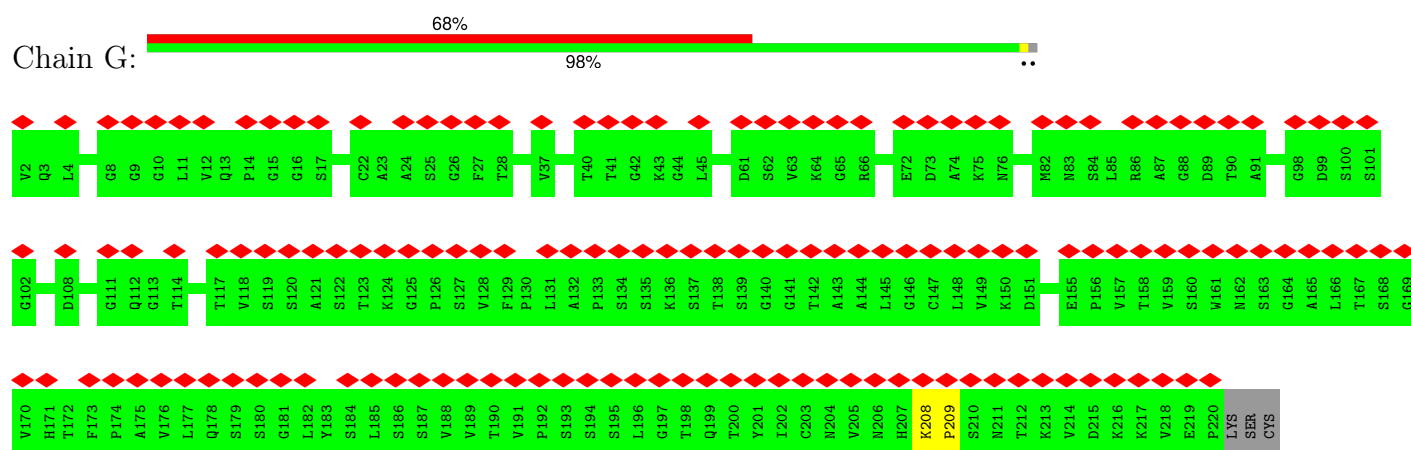 68%
Chain G:
98%
V2 Q3 L4 G8 G9 G10 L11 V12 Q13 P14 G15 G16 S17 C22 A23 A24 S25 G26 F27 T28 V37 T40 T41 G42 K43 G44 L45 D61 S62 V63 K64 G65 R66 E72 D73 A74 K75 N76 M82 N83 S84 L85 R86 A87 G88 D89 T90 A91 G98 D99 S100 S101
G102 D108 G111 Q112 G113 T114 T117 V118 S119 S120 A121 S122 T123 K124 G125 P126 S127 V128 F129 P130 L131 A132 P133 S134 S135 K136 S137 T138 S139 G140 G141 T142 A143 A144 L145 G146 C147 L148 V149 K150 D151 E155 P156 V157 T158 V159 S160 W161 N162 S163 G164 A165 L166 T167 S168 G169
V170 H171 T172 F173 P174 A175 V176 L177 Q178 S179 S180 G181 L182 Y183 S184 L185 S186 S187 V188 V189 T190 V191 P192 S193 S194 S195 L196 G197 T198 Q199 T200 Y201 I202 C203 N204 V205 N206 H207 K208 P209 S210 N211 T212 K213 V214 D215 K216 K217 V218 E219 P220 LYS SER CYS